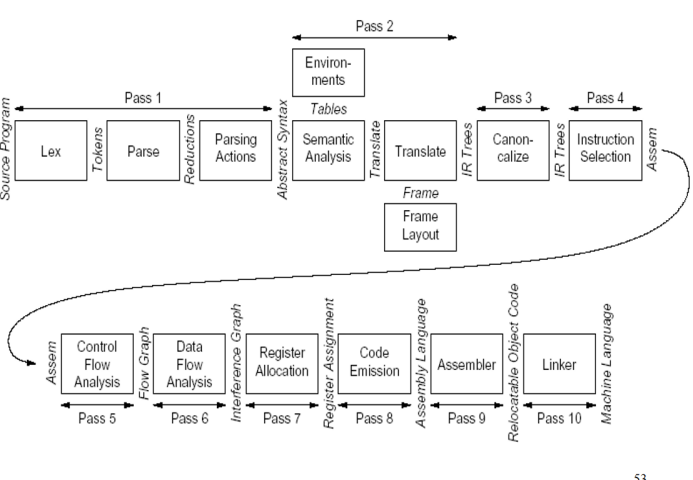 Pass 2
Environ-
ments
Pass 1
Pass 3
Pass 4
Tables
Source Program
Lex
Tokens
Parse
Reductions
Parsing
Actions
Abstract Syntax
Semantic
Analysis
Translate
Translate
IR Trees
Canon-
calize
IR Trees
Instruction
Selection
Assem
Frame
Frame
Layout
Assem
Control
Flow
Analysis
Flow Graph
Data
Flow
Analysis
Interference Graph
Register
Allocation
Register Assignment
Code
Emission
Assembly Language
Assembler
Relocatable Object Code
Linker
Machine Language
Pass 5
Pass 6
Pass 7
Pass 8
Pass 9
Pass 10
53